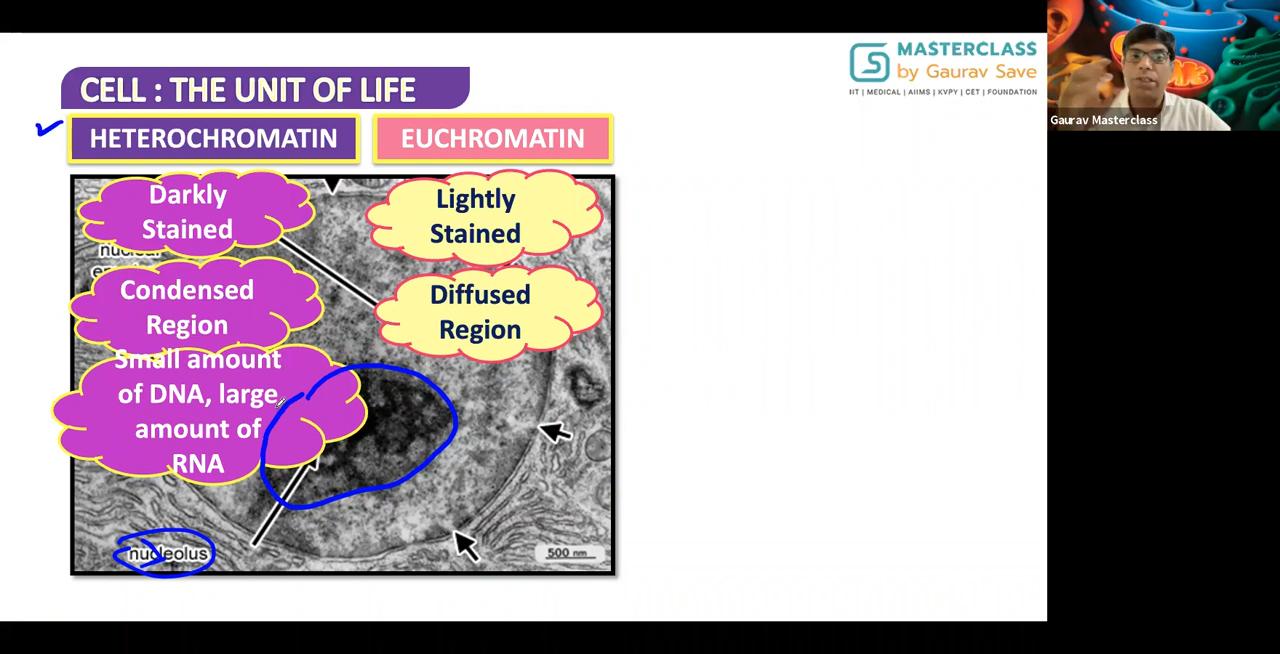 MASTERCLASS
by Gaurav Save
IIT | MEDICAL | AIIMS | KVPY | CET | FOUNDATION
Gaurav Masterclass
CELL : THE UNIT OF LIFE
HETEROCHROMATIN
EUCHROMATIN
Darkly
Stained
Lightly
Stained
Condensed
Region
Diffused
Region
Small amount
of DNA, large
amount of
RNA
nucleolus
500 nm